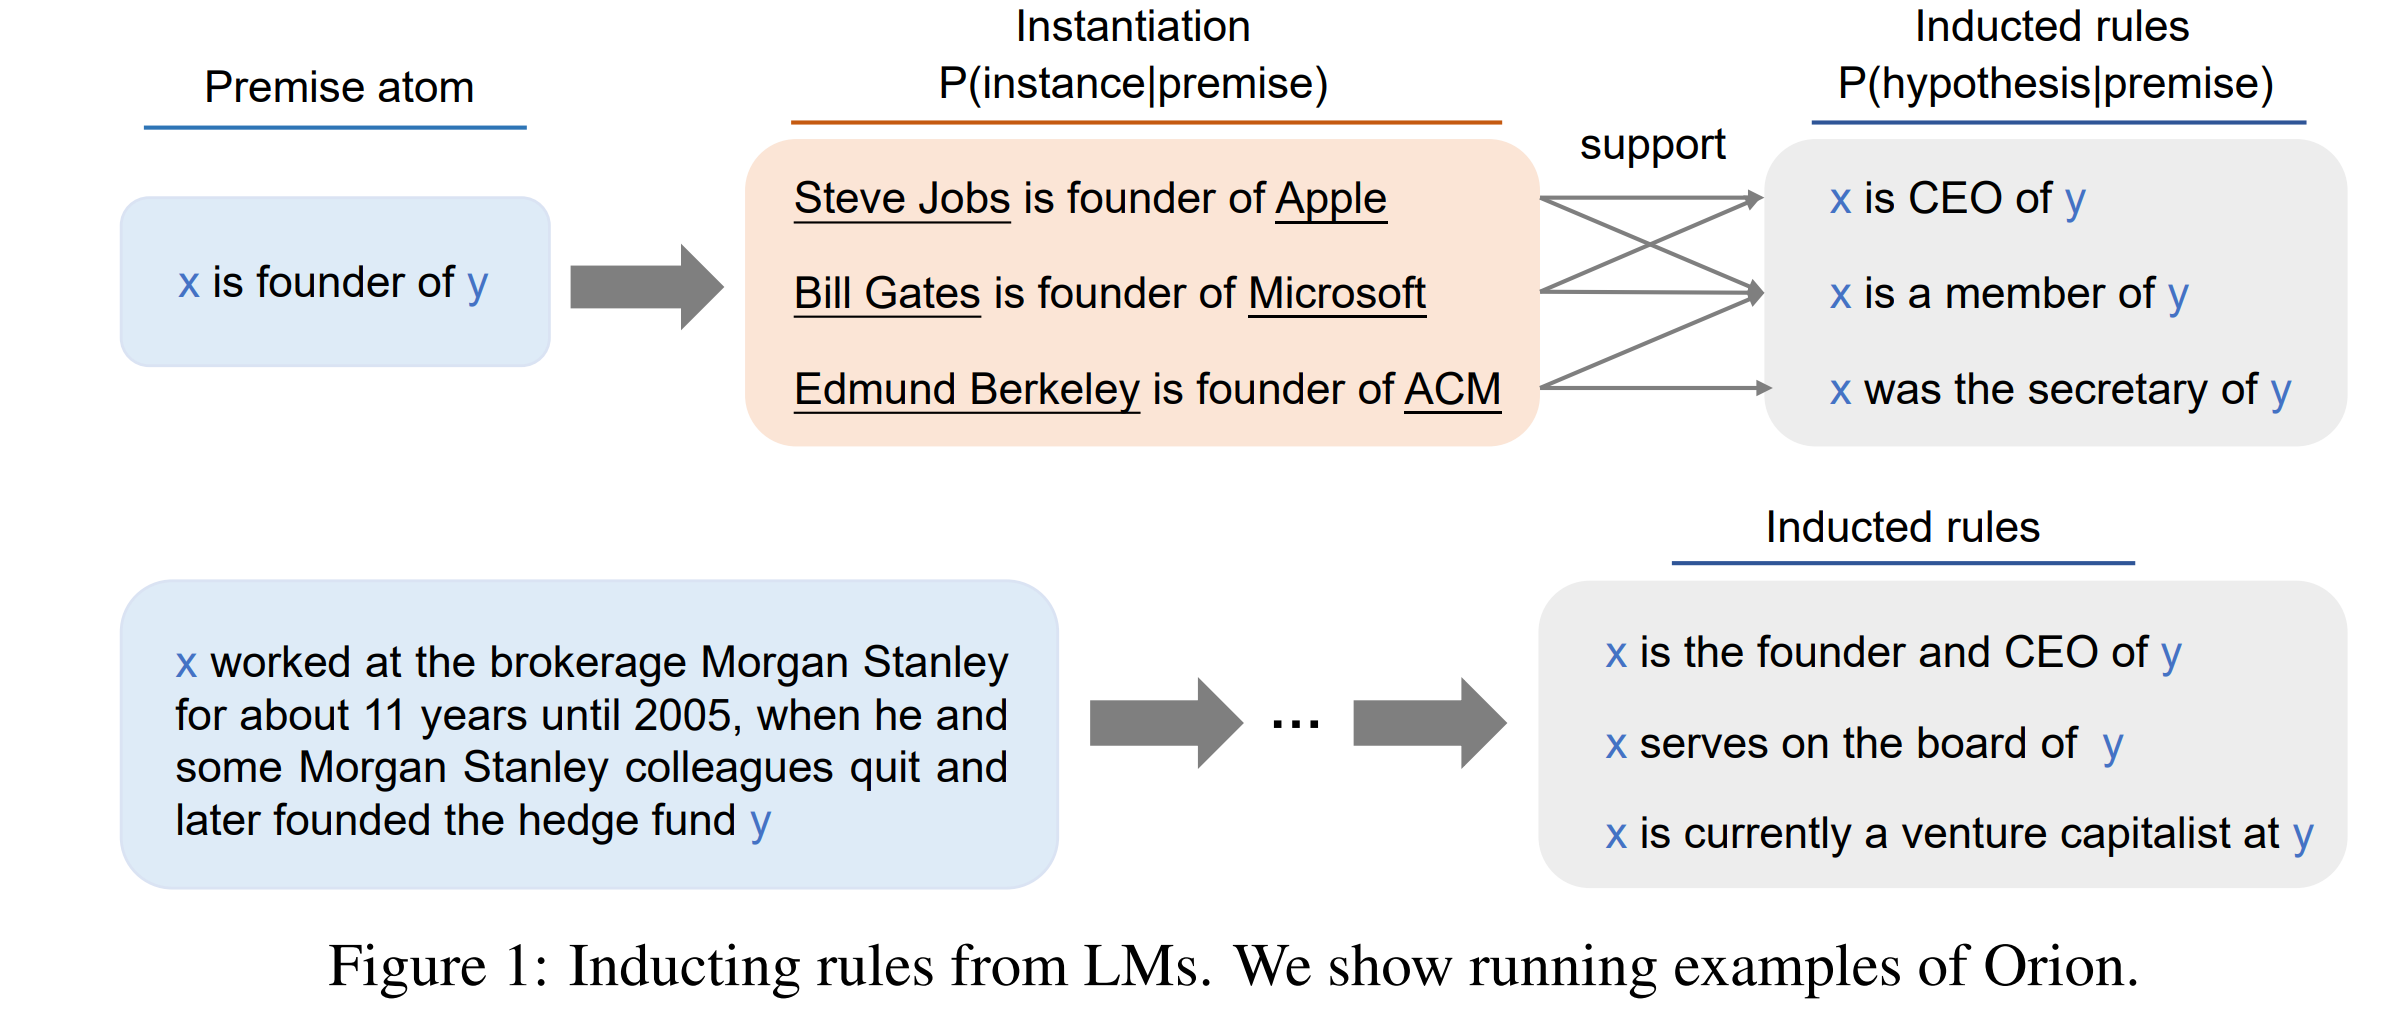 Premise atom
Instantiation
P(instance|premise)
Inducted rules
P(hypothesis|premise)
x is founder of y
Steve Jobs is founder of Apple
Bill Gates is founder of Microsoft
Edmund Berkeley is founder of ACM
support
x is CEO of y
x is a member of y
x was the secretary of y
Inducted rules
x worked at the brokerage Morgan Stanley
for about 11 years until 2005, when he and
some Morgan Stanley colleagues quit and
later founded the hedge fund y
...
x is the founder and CEO of y
x serves on the board of y
x is currently a venture capitalist at y
Figure 1: Inducting rules from LMs. We show running examples of Orion.